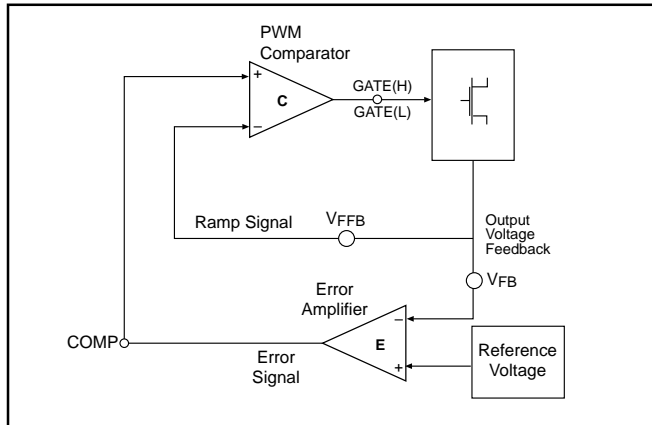 PWM
Comparator
+
C
–
GATE(H)
GATE(L)
Ramp Signal
VFFB
Output
Voltage
Feedback
VFB
Error
Amplifier
–
E
+
COMP
Error
Signal
Reference
Voltage